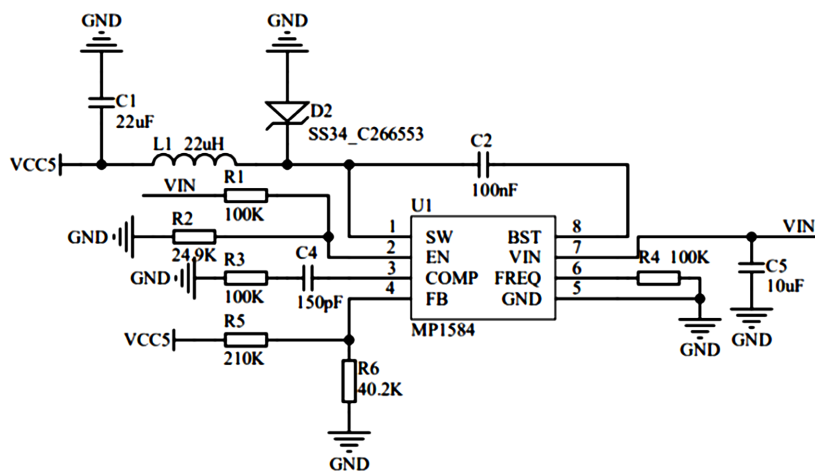 GND
GND
C1
22uF
D2
SS34_C266553
L1 22uH
C2
100nF
VCC5
VIN
R1
100K
U1
R2
24.9K
GND
1 SW BST 8
2 EN VIN 7
3 COMP FREQ 6
4 FB GND 5
MP1584
VIN
C4
150pF
GND
R3
100K
R4 100K
C5
10uF
GND
GND
VCC5
R5
210K
R6
40.2K
GND